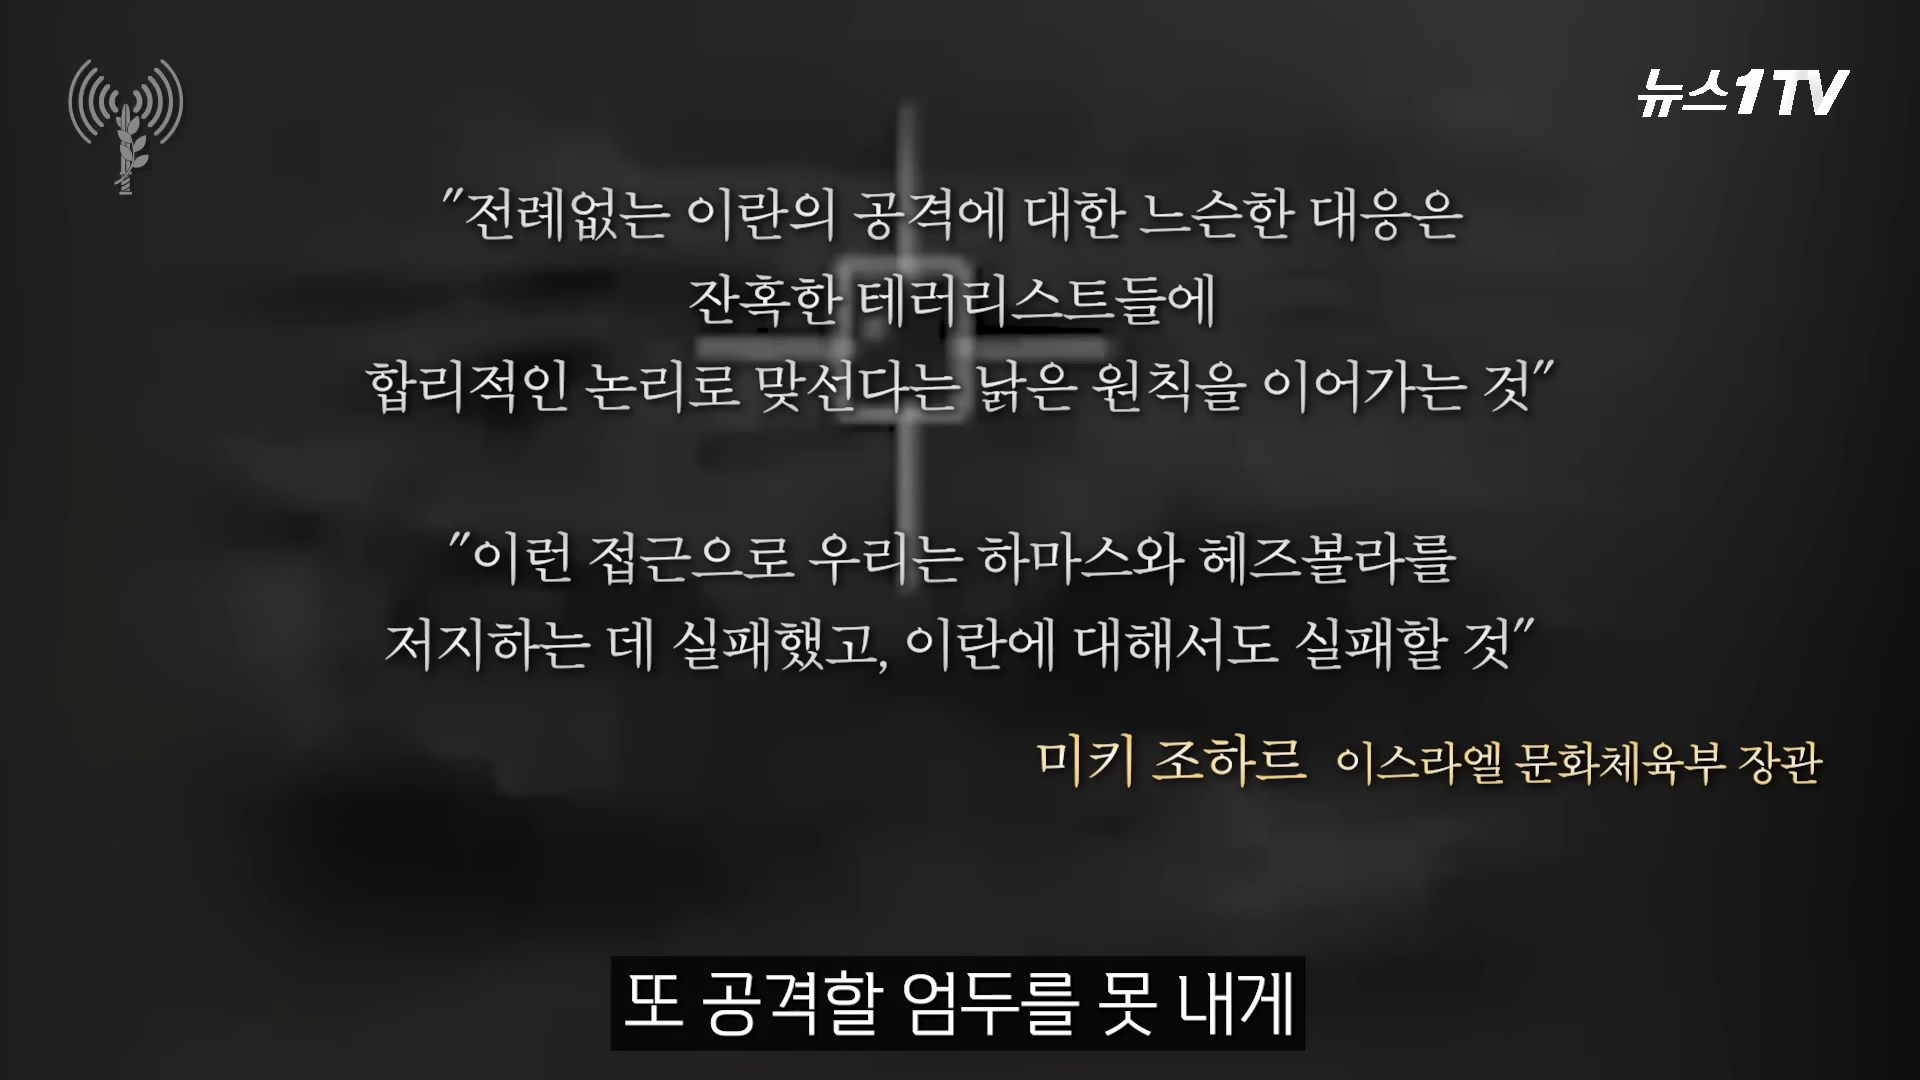 뉴스1TV
"전례없는 이란의 공격에 대한 느슨한 대응은
잔혹한 테러리스트들에
합리적인 논리로 맞선다는 낡은 원칙을 이어가는 것"
"이런 접근으로 우리는 하마스와 헤즈볼라를
저지하는 데 실패했고, 이란에 대해서도 실패할 것"
미키 조하르 이스라엘 문화체육부 장관
또 공격할 엄두를 못 내게